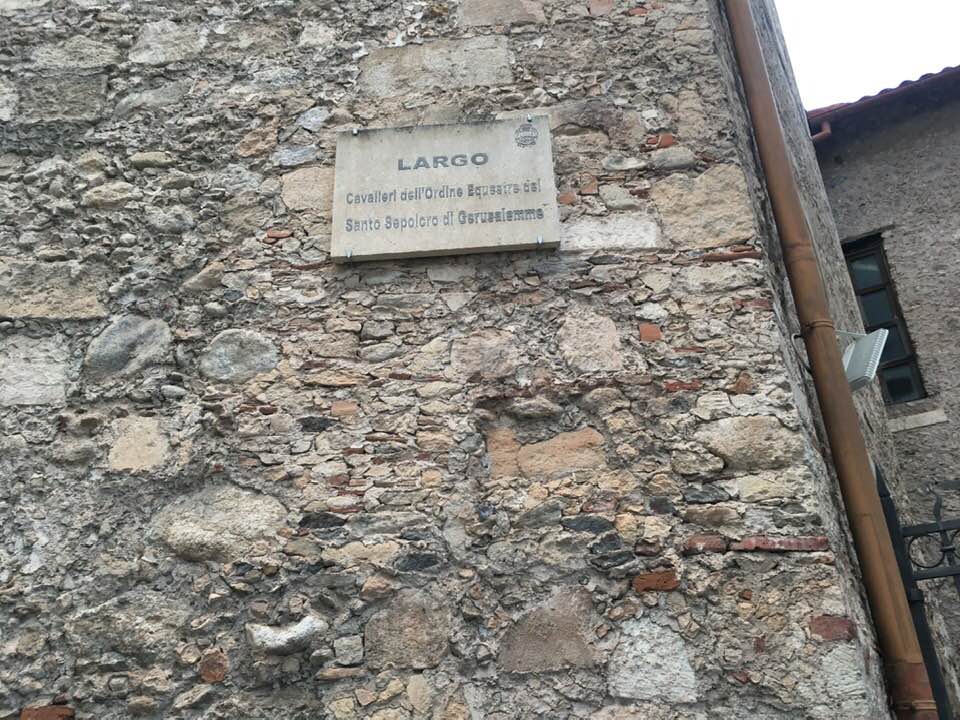 LARGO
Cavalieri dell'Ordine Equestre del
Santo Sepolcro di Gerusalemme